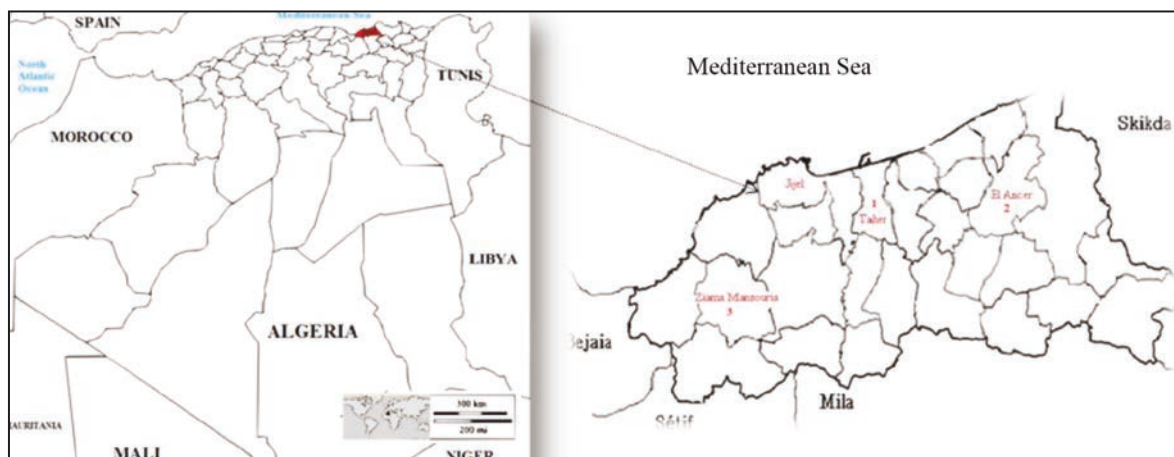 SPAIN
Mediterranean Sea
North
Atlantic
Ocean
TUNIS
MOROCCO
LIBYA
ALGERIA
300 km
200 mi
AURITANIA
MALI
NIGER
Mediterranean Sea
Skikda
Jijel
1
Taher
El Ancer
2
Ziama Mansouria
3
Bejaia
Mila
Sétif